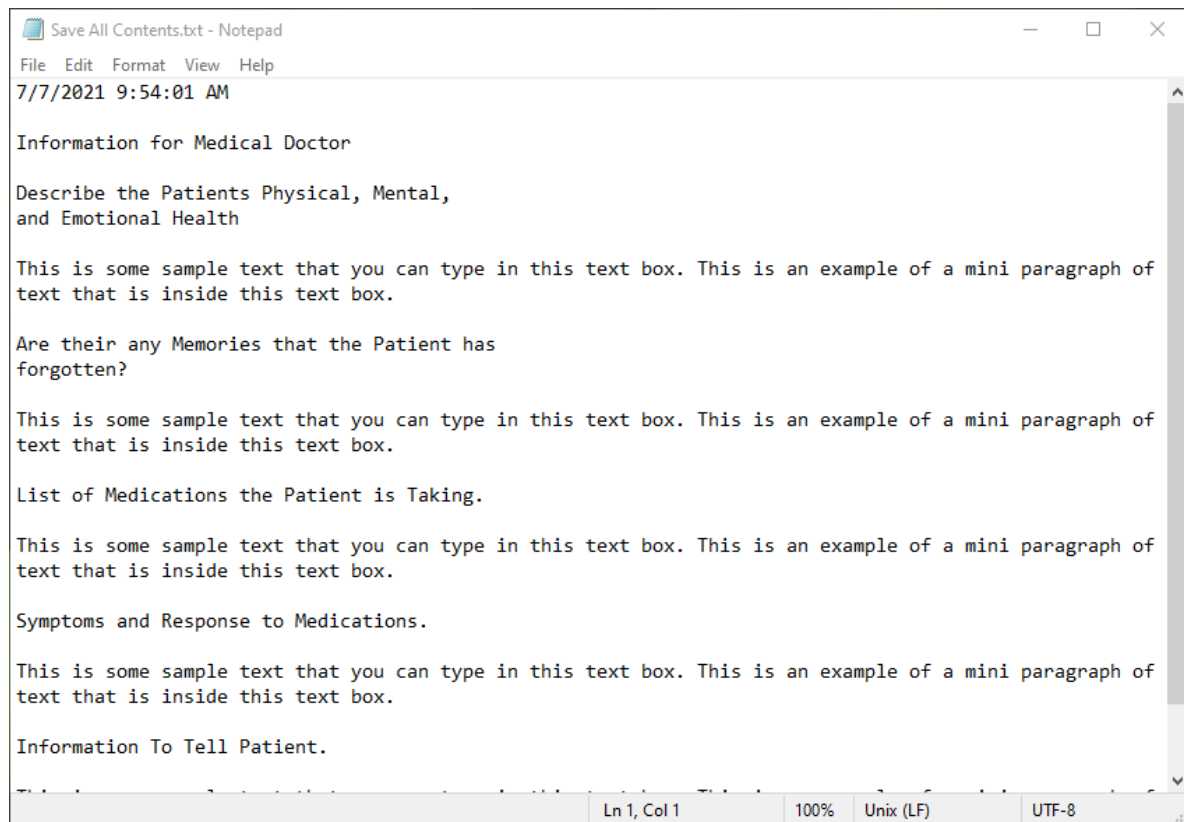 Save All Contents.txt - Notepad
File Edit Format View Help
7/7/2021 9:54:01 AM
Information for Medical Doctor
Describe the Patients Physical, Mental,
and Emotional Health
This is some sample text that you can type in this text box. This is an example of a mini paragraph of
text that is inside this text box.
Are their any Memories that the Patient has
forgotten?
This is some sample text that you can type in this text box. This is an example of a mini paragraph of
text that is inside this text box.
List of Medications the Patient is Taking.
This is some sample text that you can type in this text box. This is an example of a mini paragraph of
text that is inside this text box.
Symptoms and Response to Medications.
This is some sample text that you can type in this text box. This is an example of a mini paragraph of
text that is inside this text box.
Information To Tell Patient.
Ln 1, Col 1 100% Unix (LF) UTF-8